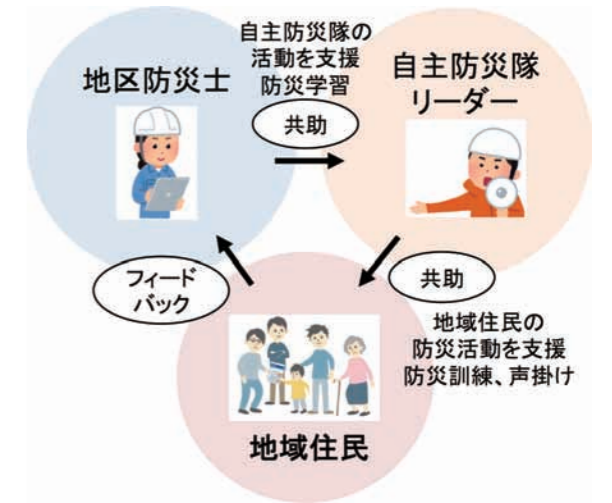 自主防災隊の
活動を支援
防災学習
地区防災士
共助
自主防災隊
リーダー
共助
地域住民の
防災活動を支援
防災訓練、声掛け
フィード
バック
地域住民